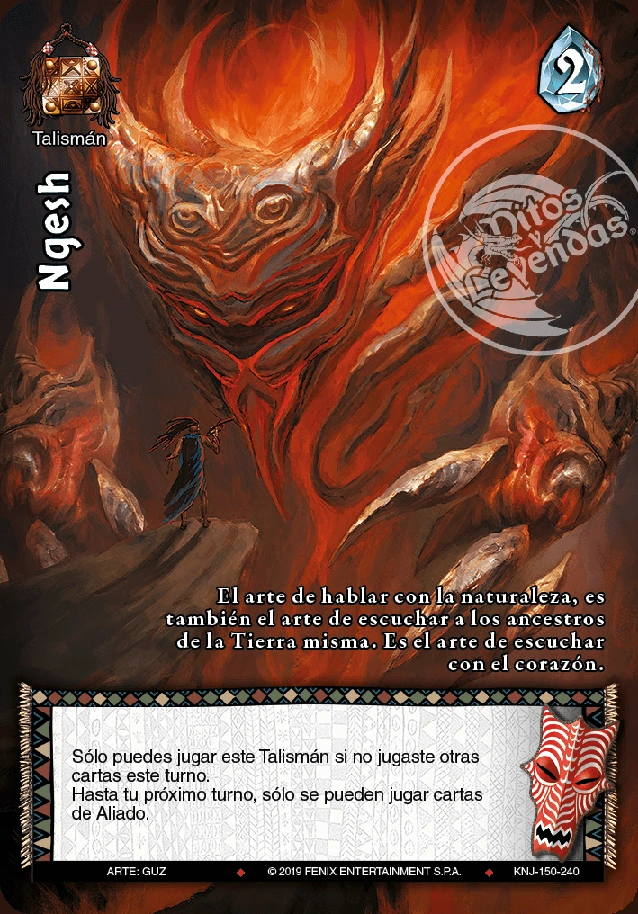 2
Talismán
Ngesh
Mitos
y
Leyendas®
El arte de hablar con la naturaleza, es
también el arte de escuchar a los ancestros
de la Tierra misma. Es el arte de escuchar
con el corazón.
Sólo puedes jugar este Talismán si no jugaste otras
cartas este turno.
Hasta tu próximo turno, sólo se pueden jugar cartas
de Aliado.
ARTE: GUZ ♦ © 2019 FENIX ENTERTAINMENT S.P.A. ♦ KNJ-150-240